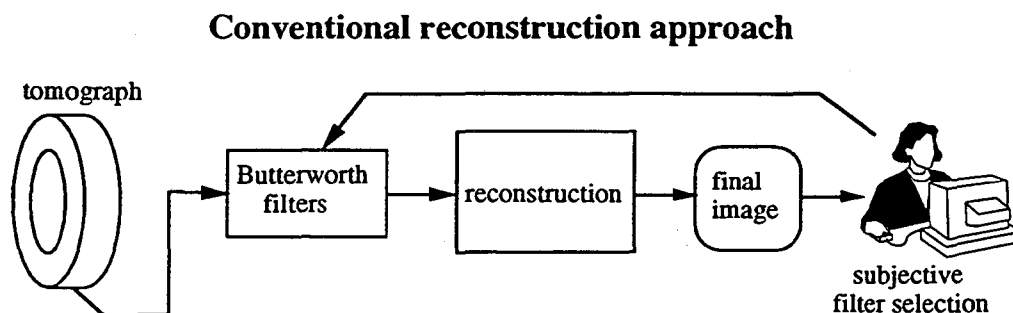 Conventional reconstruction approach
tomograph
Butterworth
filters
reconstruction
final
image
subjective
filter selection